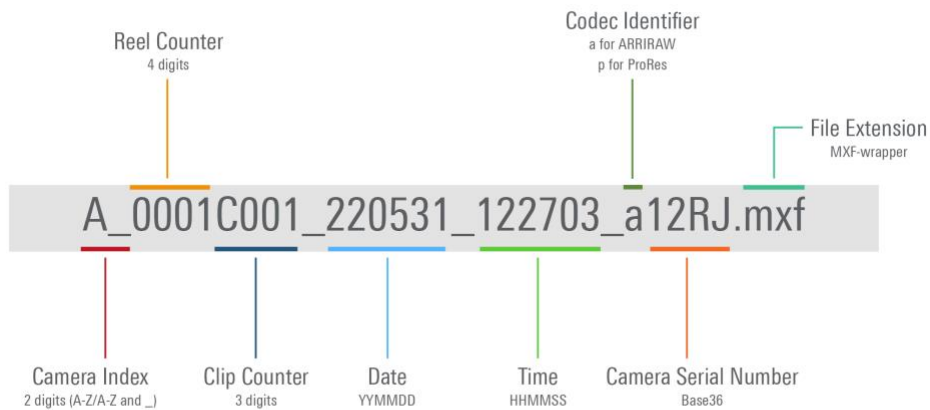 Codec Identifier
a for ARRIRAW
p for ProRes
Reel Counter
4 digits
File Extension
MXF-wrapper
A_0001C001_220531_122703_a12RJ.mxf
Camera Index
2 digits (A-Z/A-Z and _)
Clip Counter
3 digits
Date
YYMMDD
Time
HHMMSS
Camera Serial Number
Base36